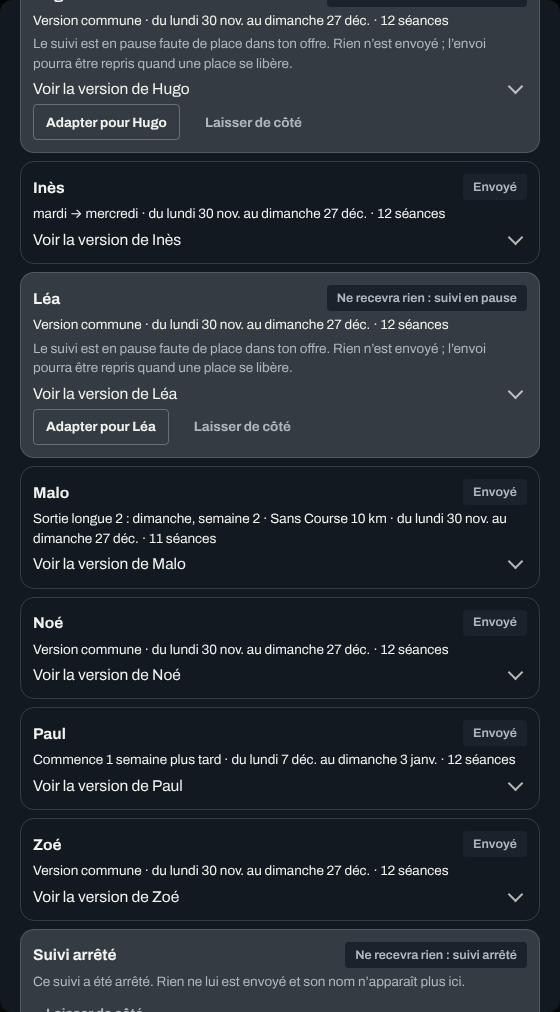 Version commune · du lundi 30 nov. au dimanche 27 déc. · 12 séances
Le suivi est en pause faute de place dans ton offre. Rien n’est envoyé ; l’envoi
pourra être repris quand une place se libère.
Voir la version de Hugo
Adapter pour Hugo Laisser de côté
Inès Envoyé
mardi → mercredi · du lundi 30 nov. au dimanche 27 déc. · 12 séances
Voir la version de Inès
Léa Ne recevra rien : suivi en pause
Version commune · du lundi 30 nov. au dimanche 27 déc. · 12 séances
Le suivi est en pause faute de place dans ton offre. Rien n’est envoyé ; l’envoi
pourra être repris quand une place se libère.
Voir la version de Léa
Adapter pour Léa Laisser de côté
Malo Envoyé
Sortie longue 2 : dimanche, semaine 2 · Sans Course 10 km · du lundi 30 nov. au
dimanche 27 déc. · 11 séances
Voir la version de Malo
Noé Envoyé
Version commune · du lundi 30 nov. au dimanche 27 déc. · 12 séances
Voir la version de Noé
Paul Envoyé
Commence 1 semaine plus tard · du lundi 7 déc. au dimanche 3 janv. · 12 séances
Voir la version de Paul
Zoé Envoyé
Version commune · du lundi 30 nov. au dimanche 27 déc. · 12 séances
Voir la version de Zoé
Suivi arrêté Ne recevra rien : suivi arrêté
Ce suivi a été arrêté. Rien ne lui est envoyé et son nom n’apparaît plus ici.
Laisser de côté